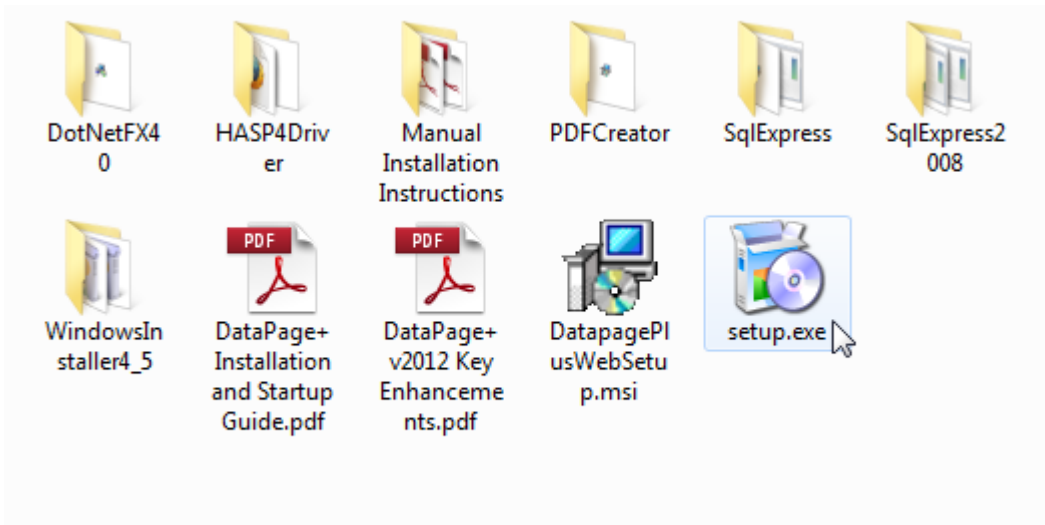 DotNetFX4
0
HASP4Driv
er
Manual
Installation
Instructions
PDFCreator
SqlExpress
SqlExpress2
008
WindowsIn
staller4_5
PDF
DataPage+
Installation
and Startup
Guide.pdf
PDF
DataPage+
v2012 Key
Enhanceme
nts.pdf
DatapagePl
usWebSetu
p.msi
setup.exe